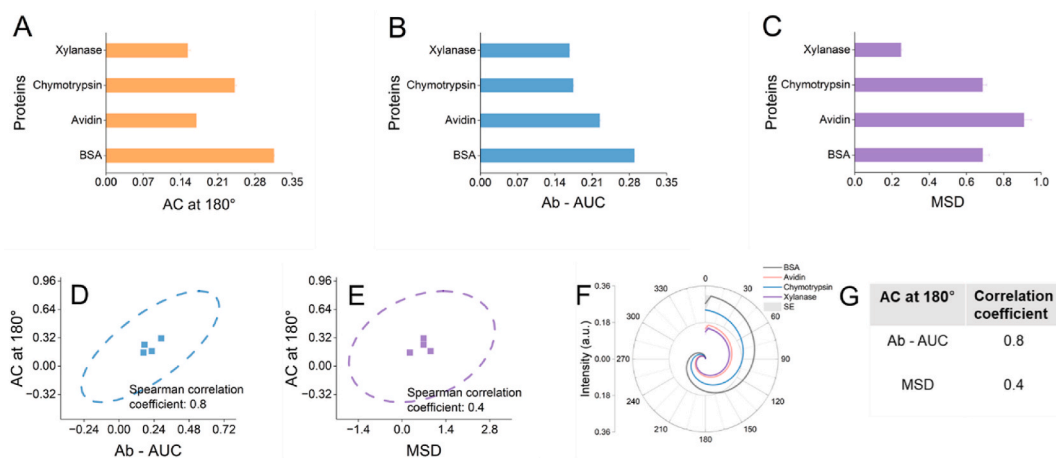 A
Proteins
Xylanase
Chymotrypsin
Avidin
BSA
0.00 0.07 0.14 0.21 0.28 0.35
AC at 180°
B
Proteins
Xylanase
Chymotrypsin
Avidin
BSA
0.00 0.07 0.14 0.21 0.28 0.35
Ab - AUC
C
Proteins
Xylanase
Chymotrypsin
Avidin
BSA
0.0 0.2 0.4 0.6 0.8 1.0
MSD
D
AC at 180°
0.96
0.64
0.32
0.00
−0.32
Spearman correlation
coefficient: 0.8
−0.24 0.00 0.24 0.48 0.72
Ab - AUC
E
AC at 180°
0.96
0.64
0.32
0.00
−0.32
Spearman correlation
coefficient: 0.4
−1.4 0.0 1.4 2.8
MSD
F
BSA
Avidin
Chymotrypsin
Xylanase
SE
Intensity (a.u.)
0.36
0.18
0.00
0.18
0.36
0
30
60
90
120
150
180
210
240
270
300
330
G
AC at 180° Correlation
coefficient
Ab - AUC 0.8
MSD 0.4